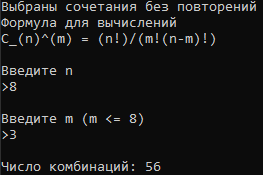 Выбраны сочетания без повторений
Формула для вычислений
C_(n)^(m) = (n!)/(m!(n-m)!)
Введите n
>8
Введите m (m <= 8)
>3
Число комбинаций: 56